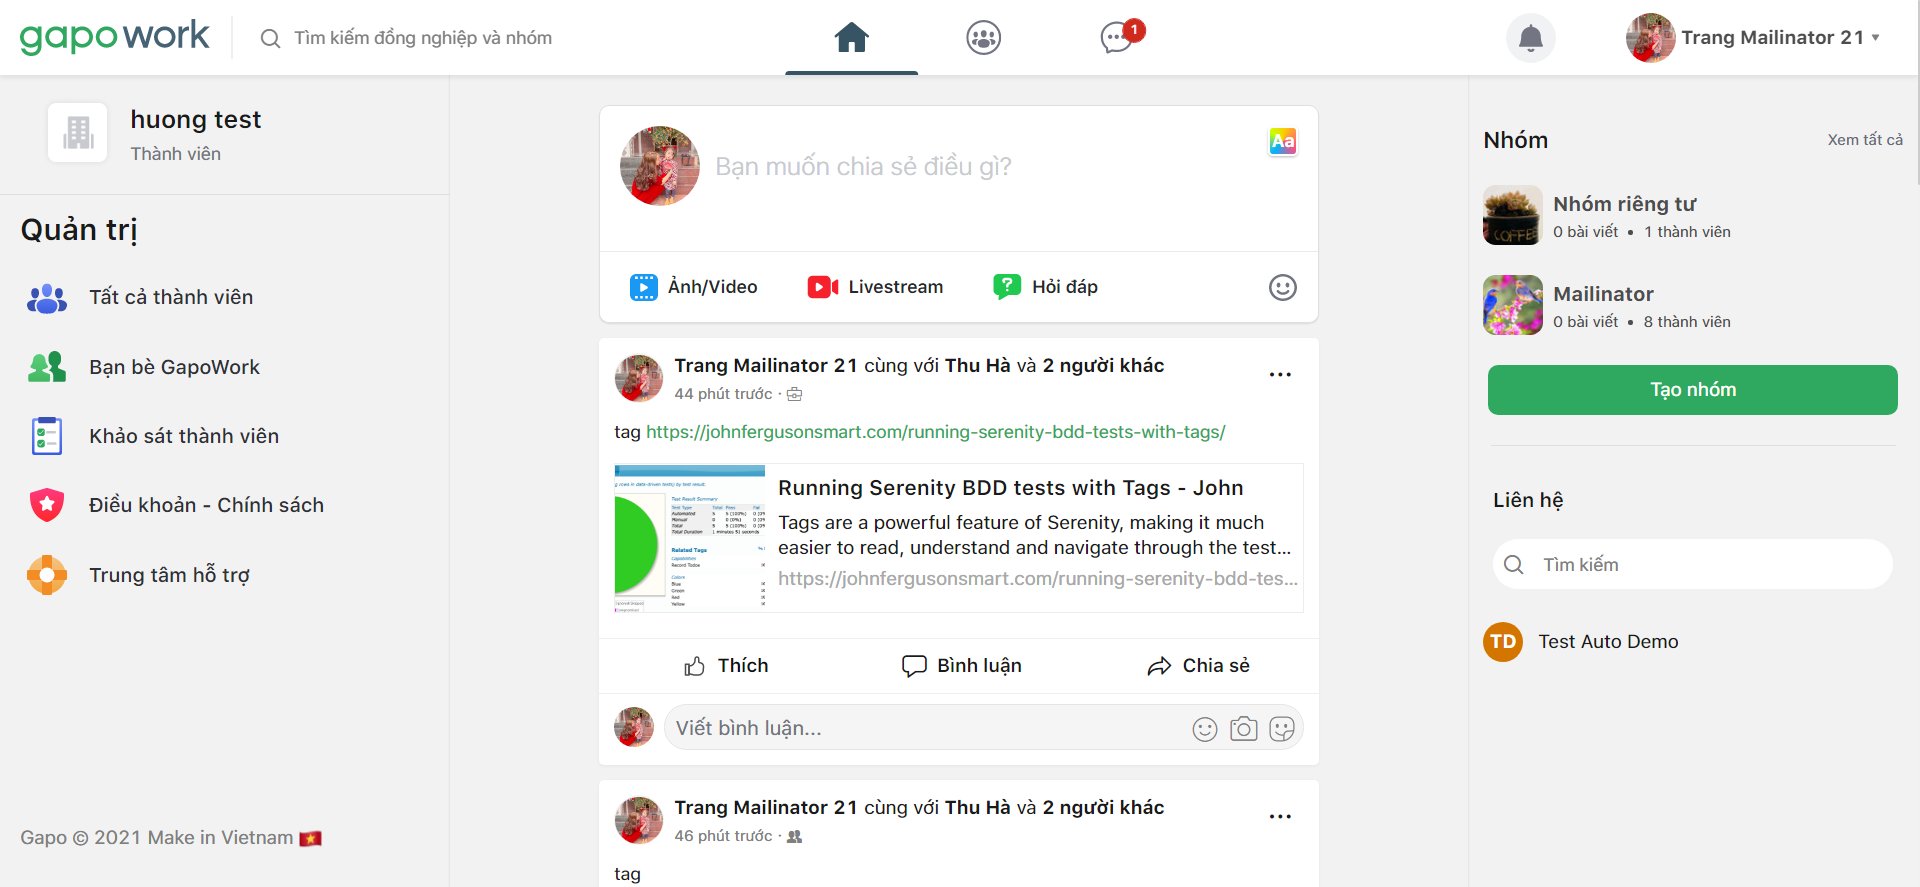 gapowork
Tìm kiếm đồng nghiệp và nhóm
1
Trang Mailinator 21
huong test
Thành viên
Quản trị
Tất cả thành viên
Bạn bè GapoWork
Khảo sát thành viên
Điều khoản - Chính sách
Trung tâm hỗ trợ
Gapo © 2021 Make in Vietnam
Bạn muốn chia sẻ điều gì?
Aa
Ảnh/Video
Livestream
Hỏi đáp
Trang Mailinator 21 cùng với Thu Hà và 2 người khác
44 phút trước ·
tag https://johnfergusonsmart.com/running-serenity-bdd-tests-with-tags/
Test Result Summary
Related Tags
Running Serenity BDD tests with Tags - John
Tags are a powerful feature of Serenity, making it much
easier to read, understand and navigate through the test...
https://johnfergusonsmart.com/running-serenity-bdd-tes...
Thích
Bình luận
Chia sẻ
Viết bình luận...
Trang Mailinator 21 cùng với Thu Hà và 2 người khác
46 phút trước ·
tag
Nhóm
Xem tất cả
COFFE
Nhóm riêng tư
0 bài viết • 1 thành viên
Mailinator
0 bài viết • 8 thành viên
Tạo nhóm
Liên hệ
Tìm kiếm
TD
Test Auto Demo